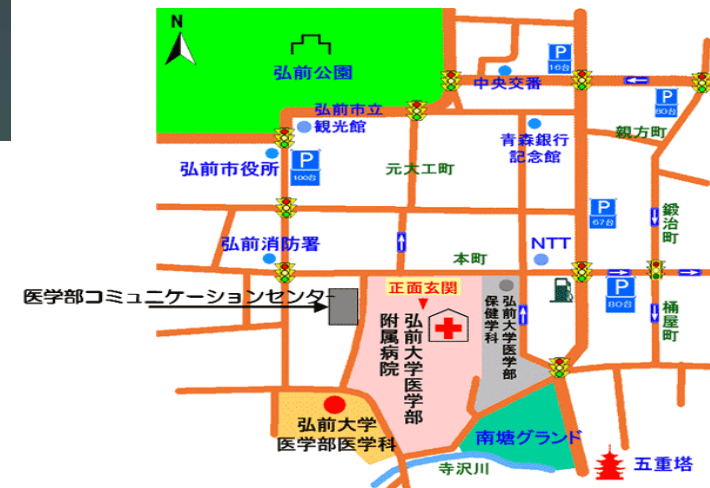 N
弘前公園
P
16台
中央交番
弘前市立
観光館
P
80台
青森銀行
記念館
親方町
弘前市役所
P
100台
元大工町
P
67台
鍛治町
弘前消防署
本町
NTT
医学部コミュニケーションセンター
正面玄関
弘前大学医学部
附属病院
弘前大学医学部
保健学科
P
80台
桶屋町
弘前大学
医学部医学科
南塘グランド
寺沢川
五重塔